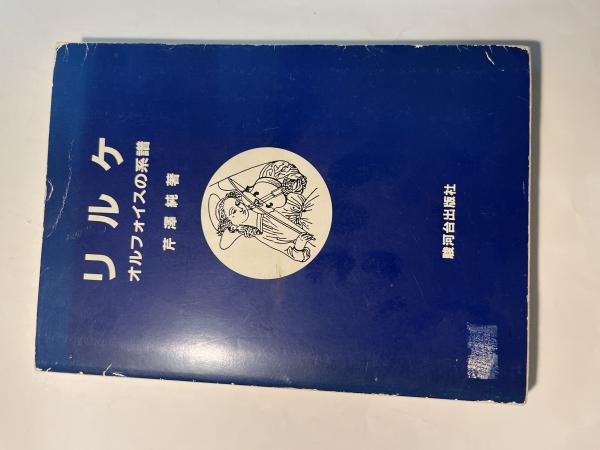 リルケ
オルフォイスの系譜
芹澤純著
駿河台出版社